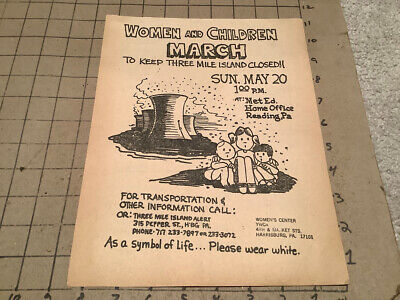 WOMEN AND CHILDREN
MARCH
TO KEEP THREE MILE ISLAND CLOSED!!
SUN. MAY 20
1:00 P.M.
AT: Met Ed.
Home Office
Reading, Pa
FOR TRANSPORTATION &
OTHER INFORMATION CALL:
OR: THREE MILE ISLAND ALERT
315 PEFFER ST., H'BG PA.
PHONE- 717 233-7897 OR 233-3072
WOMEN'S CENTER
YWCA
4TH & MARKET STS.
HARRISBURG, PA. 17101
As a symbol of life... Please wear white.